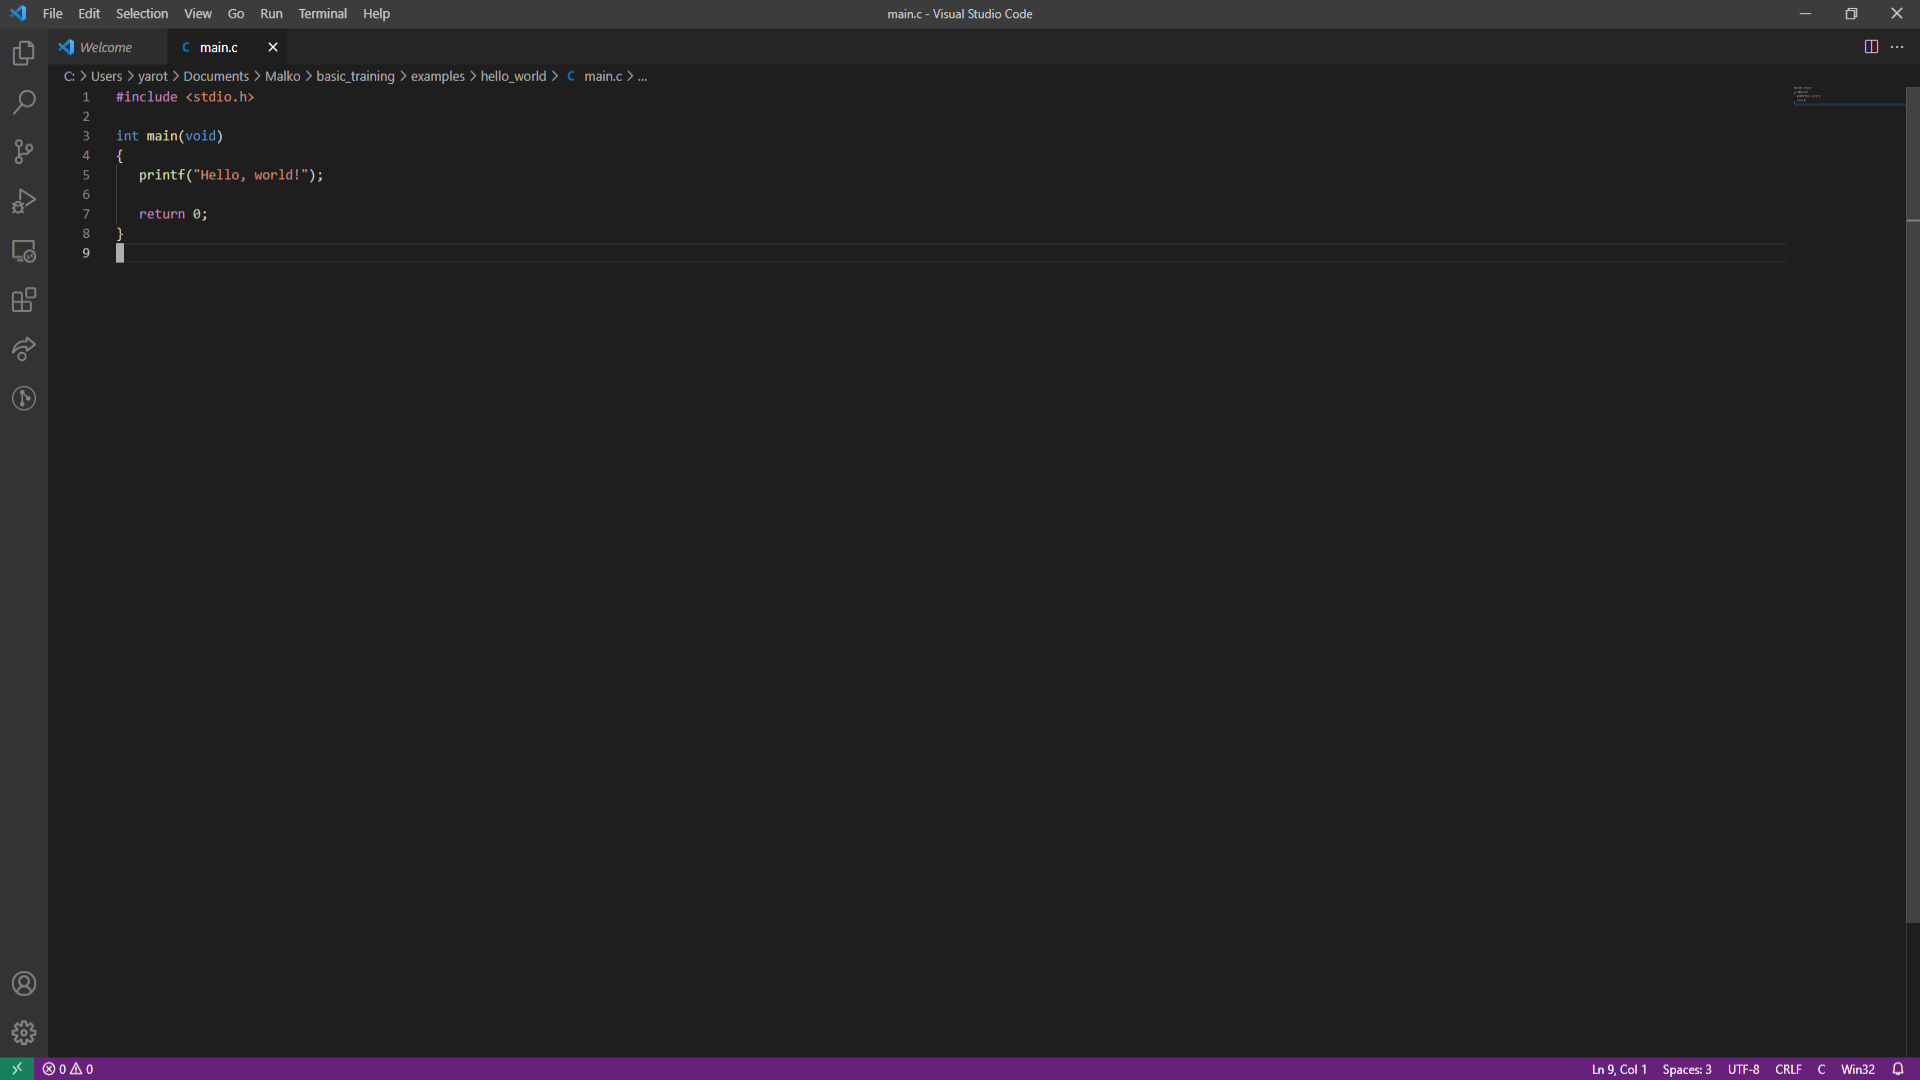 File Edit Selection View Go Run Terminal Help main.c - Visual Studio Code
Welcome C main.c
C: > Users > yarot > Documents > Malko > basic_training > examples > hello_world > C main.c > ...
1 #include <stdio.h>
2
3 int main(void)
4 {
5 printf("Hello, world!");
6
7 return 0;
8 }
9
0 0 Ln 9, Col 1 Spaces: 3 UTF-8 CRLF C Win32